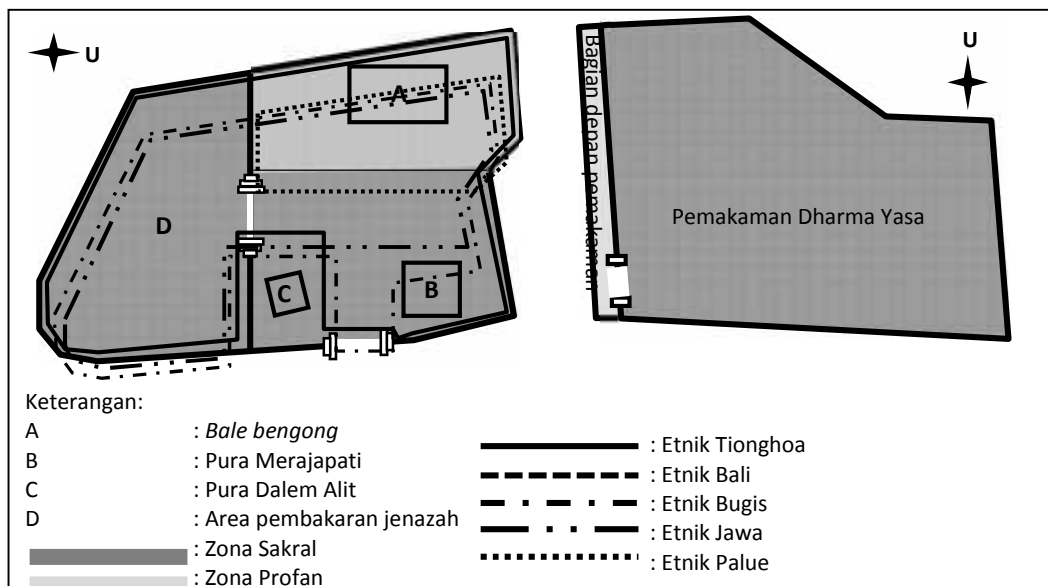 U
A
D
C
B
Bagian depan pemakaman
Pemakaman Dharma Yasa
U
Keterangan:
A : Bale bengong
B : Pura Merajapati
C : Pura Dalem Alit
D : Area pembakaran jenazah
: Zona Sakral
: Zona Profan
: Etnik Tionghoa
: Etnik Bali
: Etnik Bugis
: Etnik Jawa
: Etnik Palue